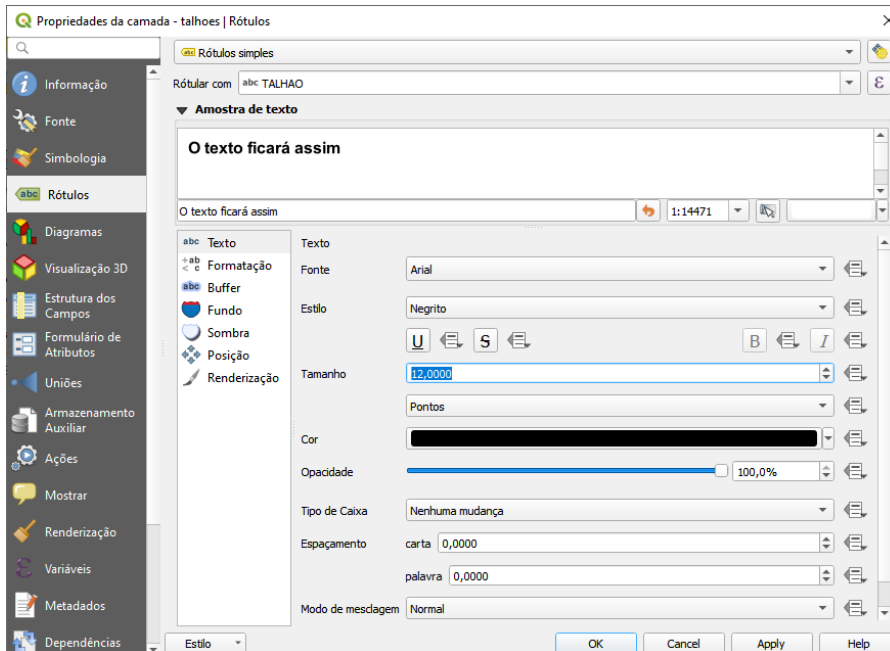 Propriedades da camada - talhoes | Rótulos
Informação
Fonte
Simbologia
abc Rótulos
Diagramas
Visualização 3D
Estrutura dos
Campos
Formulário de
Atributos
Uniões
Armazenamento
Auxiliar
Ações
Mostrar
Renderização
Variáveis
Metadados
Dependências
abc Rótulos simples
Rótular com abc TALHAO
ε
Amostra de texto
O texto ficará assim
O texto ficará assim 1:14471
abc Texto
+ab < c Formatação
abc Buffer
Fundo
Sombra
Posição
Renderização
Texto
Fonte Arial
Estilo Negrito
U S B I
Tamanho 12,0000
Pontos
Cor
Opacidade 100,0%
Tipo de Caixa Nenhuma mudança
Espaçamento carta 0,0000
palavra 0,0000
Modo de mesclagem Normal
Estilo OK Cancel Apply Help